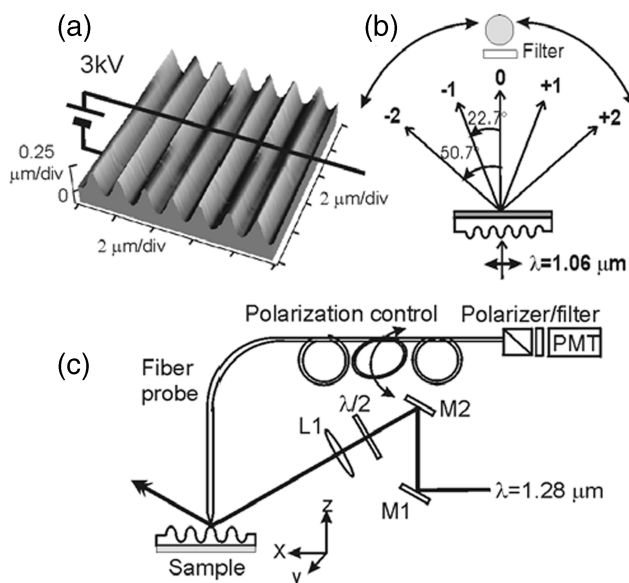 (a)
3kV
0.25
μm/div
0
2 μm/div
2 μm/div
(b)
Filter
0
-1
+1
-2
+2
22.7°
50.7°
λ=1.06 μm
(c)
Polarization control
Polarizer/filter
PMT
Fiber
probe
λ/2
L1
M2
M1
λ=1.28 μm
z
X
y
Sample